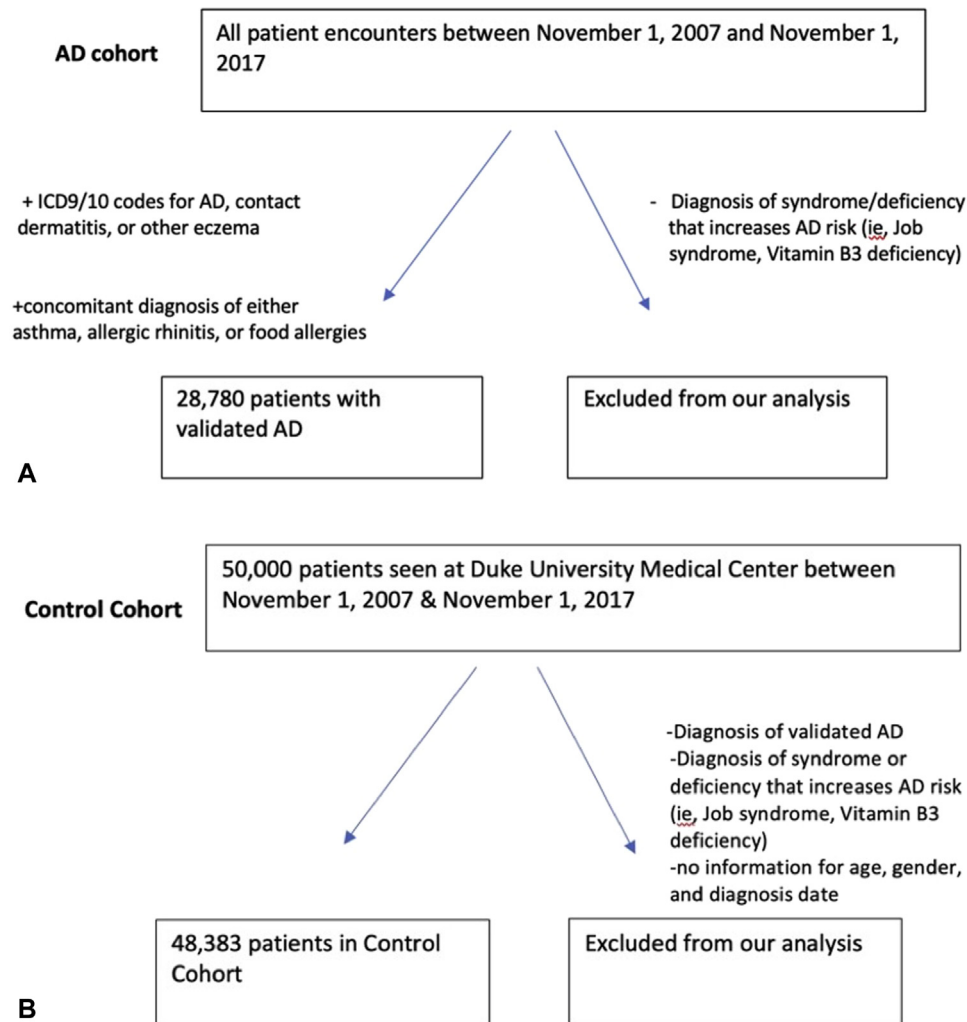 AD cohort
All patient encounters between November 1, 2007 and November 1,
2017
+ ICD9/10 codes for AD, contact
dermatitis, or other eczema
+concomitant diagnosis of either
asthma, allergic rhinitis, or food allergies
- Diagnosis of syndrome/deficiency
that increases AD risk (ie, Job
syndrome, Vitamin B3 deficiency)
28,780 patients with
validated AD
Excluded from our analysis
A
Control Cohort
50,000 patients seen at Duke University Medical Center between
November 1, 2007 & November 1, 2017
-Diagnosis of validated AD
-Diagnosis of syndrome or
deficiency that increases AD risk
(ie, Job syndrome, Vitamin B3
deficiency)
-no information for age, gender,
and diagnosis date
48,383 patients in Control
Cohort
Excluded from our analysis
B